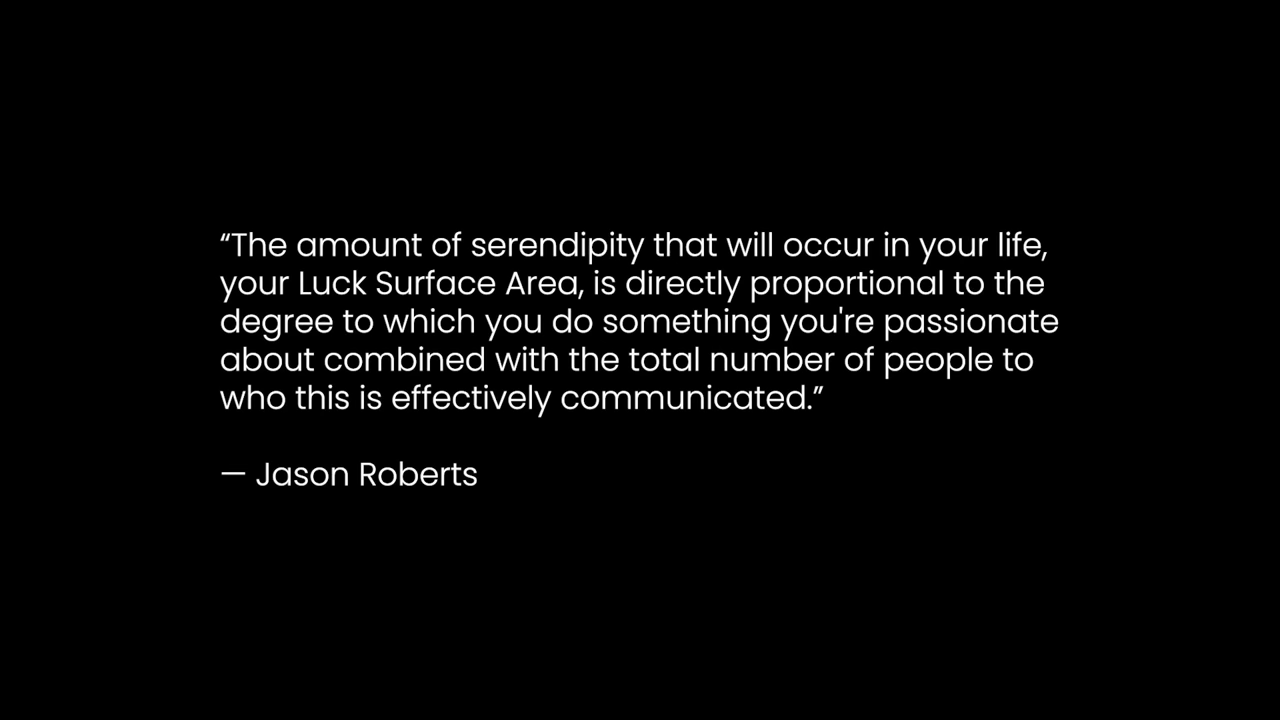 “The amount of serendipity that will occur in your life,
your Luck Surface Area, is directly proportional to the
degree to which you do something you're passionate
about combined with the total number of people to
who this is effectively communicated.”
— Jason Roberts